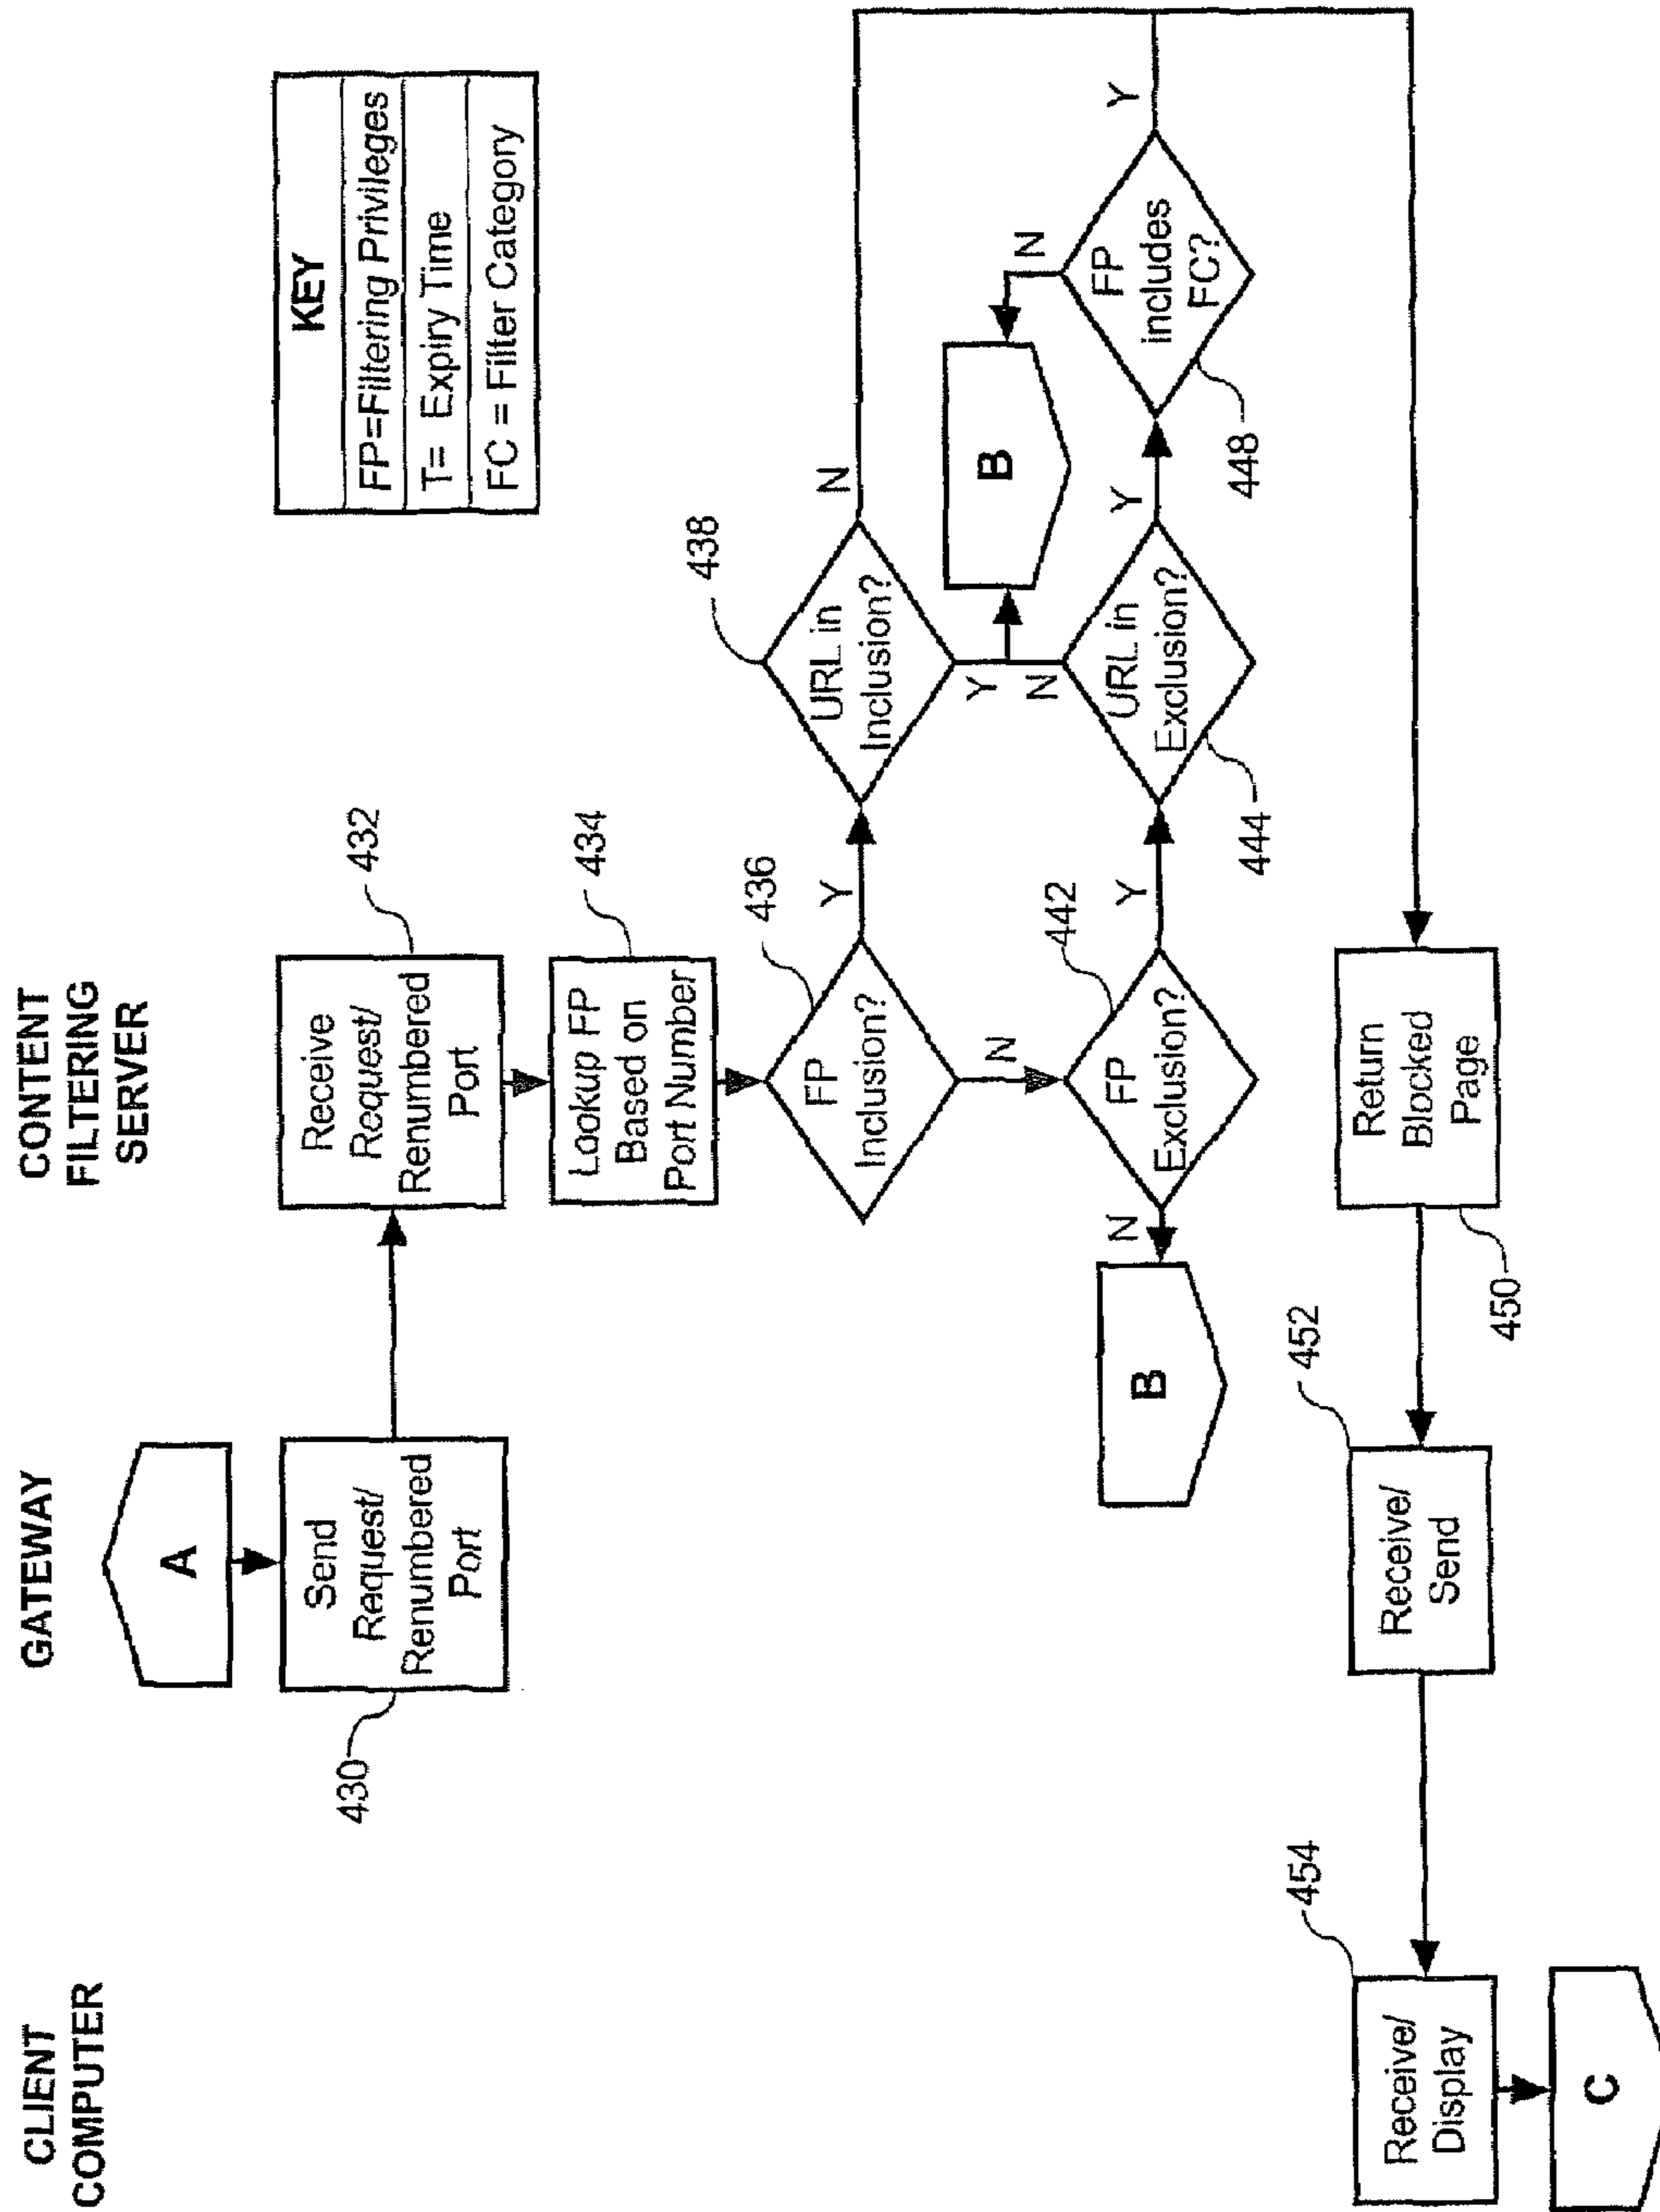 CLIENT
COMPUTER
GATEWAY
CONTENT
FILTERING
SERVER
KEY
FP=Filtering Privileges
T= Expiry Time
FC = Filter Category
A
Send
Request/
Renumbered
Port
430
Receive
Request/
Renumbered
Port
432
Lookup FP
Based on
Port Number
434
FP
Inclusion?
436
Y
N
URL in
Inclusion?
438
N
Y
FP
Exclusion?
442
Y
N
B
URL in
Exclusion?
444
N
Y
B
FP
includes
FC?
448
N
Y
Return
Blocked
Page
450
Receive/
Send
452
Receive/
Display
454
C